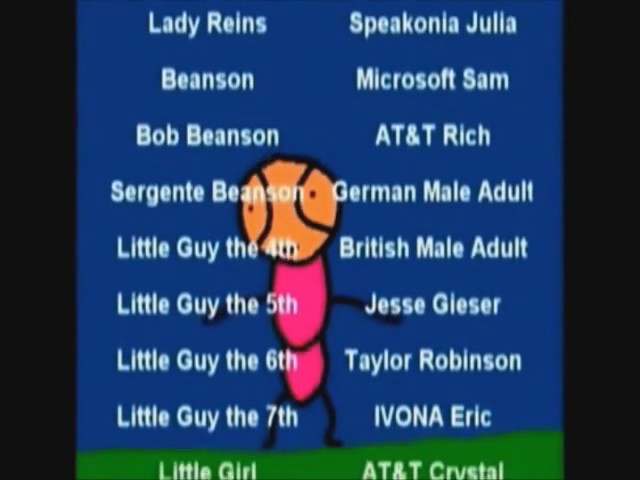 Lady Reins Speakonia Julia
Beanson Microsoft Sam
Bob Beanson AT&T Rich
Sergente Beanson German Male Adult
Little Guy the 4th British Male Adult
Little Guy the 5th Jesse Gieser
Little Guy the 6th Taylor Robinson
Little Guy the 7th IVONA Eric
Little Girl AT&T Crystal